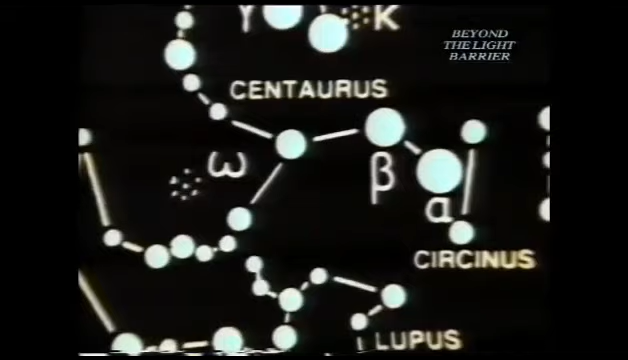 γ
K
BEYOND
THE LIGHT
BARRIER
CENTAURUS
ω
β
α
CIRCINUS
LUPUS